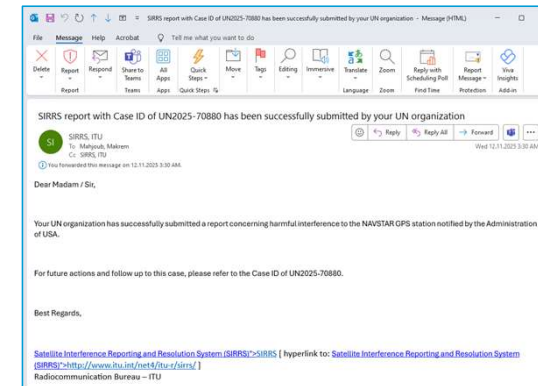 SIRRS report with Case ID of UN2025-70880 has been successfully submitted by your UN organization - Message (HTML)
File Message Help Acrobat Tell me what you want to do
Delete Report Respond Share to Teams All Apps Quick Steps Move Tags Editing Immersive Translate Zoom Reply with Scheduling Poll Report Message Viva Insights
Report Teams Apps Quick Steps Language Zoom Find Time Protection Add-in
SIRRS report with Case ID of UN2025-70880 has been successfully submitted by your UN organization
SI
SIRRS, ITU
Reply Reply All Forward
To Mahjoub, Makrem
Cc SIRRS, ITU
Wed 12.11.2025 3:30 AM
You forwarded this message on 12.11.2025 3:30 AM.
Dear Madam / Sir,
Your UN organization has successfully submitted a report concerning harmful interference to the NAVSTAR GPS station notified by the Administration
of USA.
For future actions and follow up to this case, please refer to the Case ID of UN2025-70880.
Best Regards,
Satellite Interference Reporting and Resolution System (SIRRS)">SIRRS [ hyperlink to: Satellite Interference Reporting and Resolution System
(SIRRS)">http://www.itu.int/net4/itu-r/sirrs/ ]
Radiocommunication Bureau – ITU